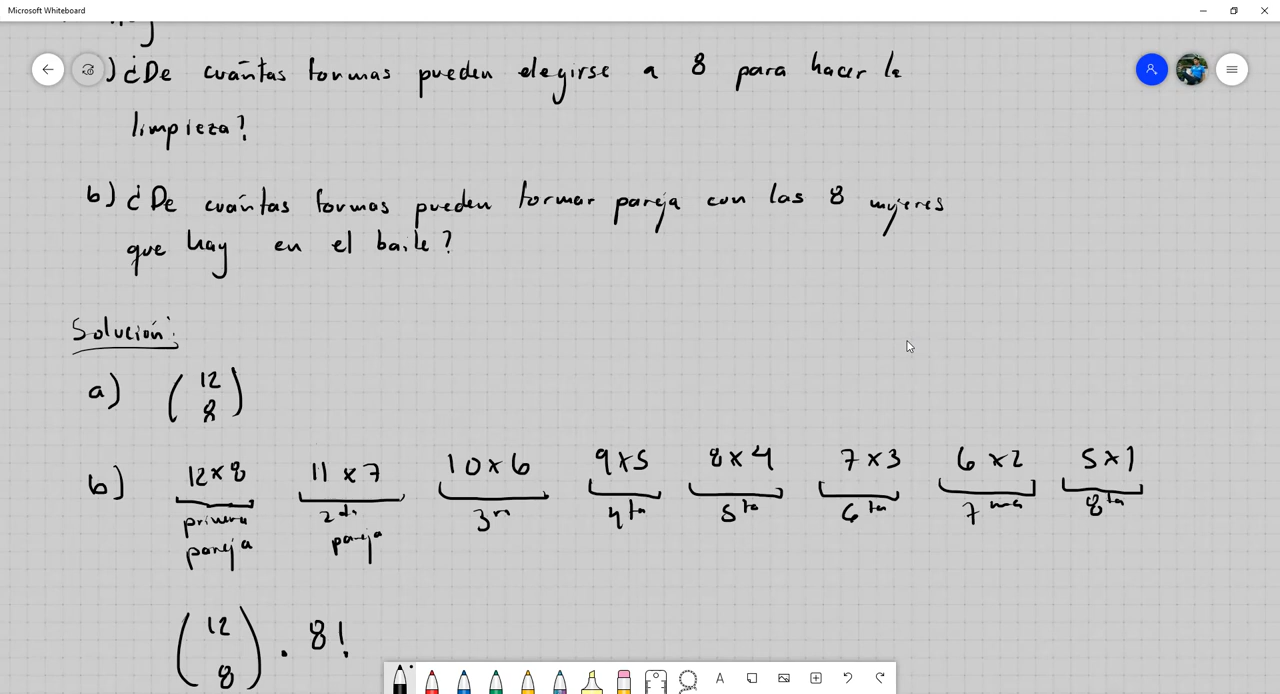 Microsoft Whiteboard
) ¿De cuántas formas pueden elegirse a 8 para hacer la
limpieza?
b) ¿De cuántas formas pueden formar pareja con las 8 mujeres
que hay en el baile?
Solución:
a) (12 8)
b) 12 x 8 11 x 7 10 x 6 9 x 5 8 x 4 7 x 3 6 x 2 5 x 1
primera 2da 3ra 4ta 5ta 6ta 7ma 8ta
pareja pareja
(12 8) . 8!
A